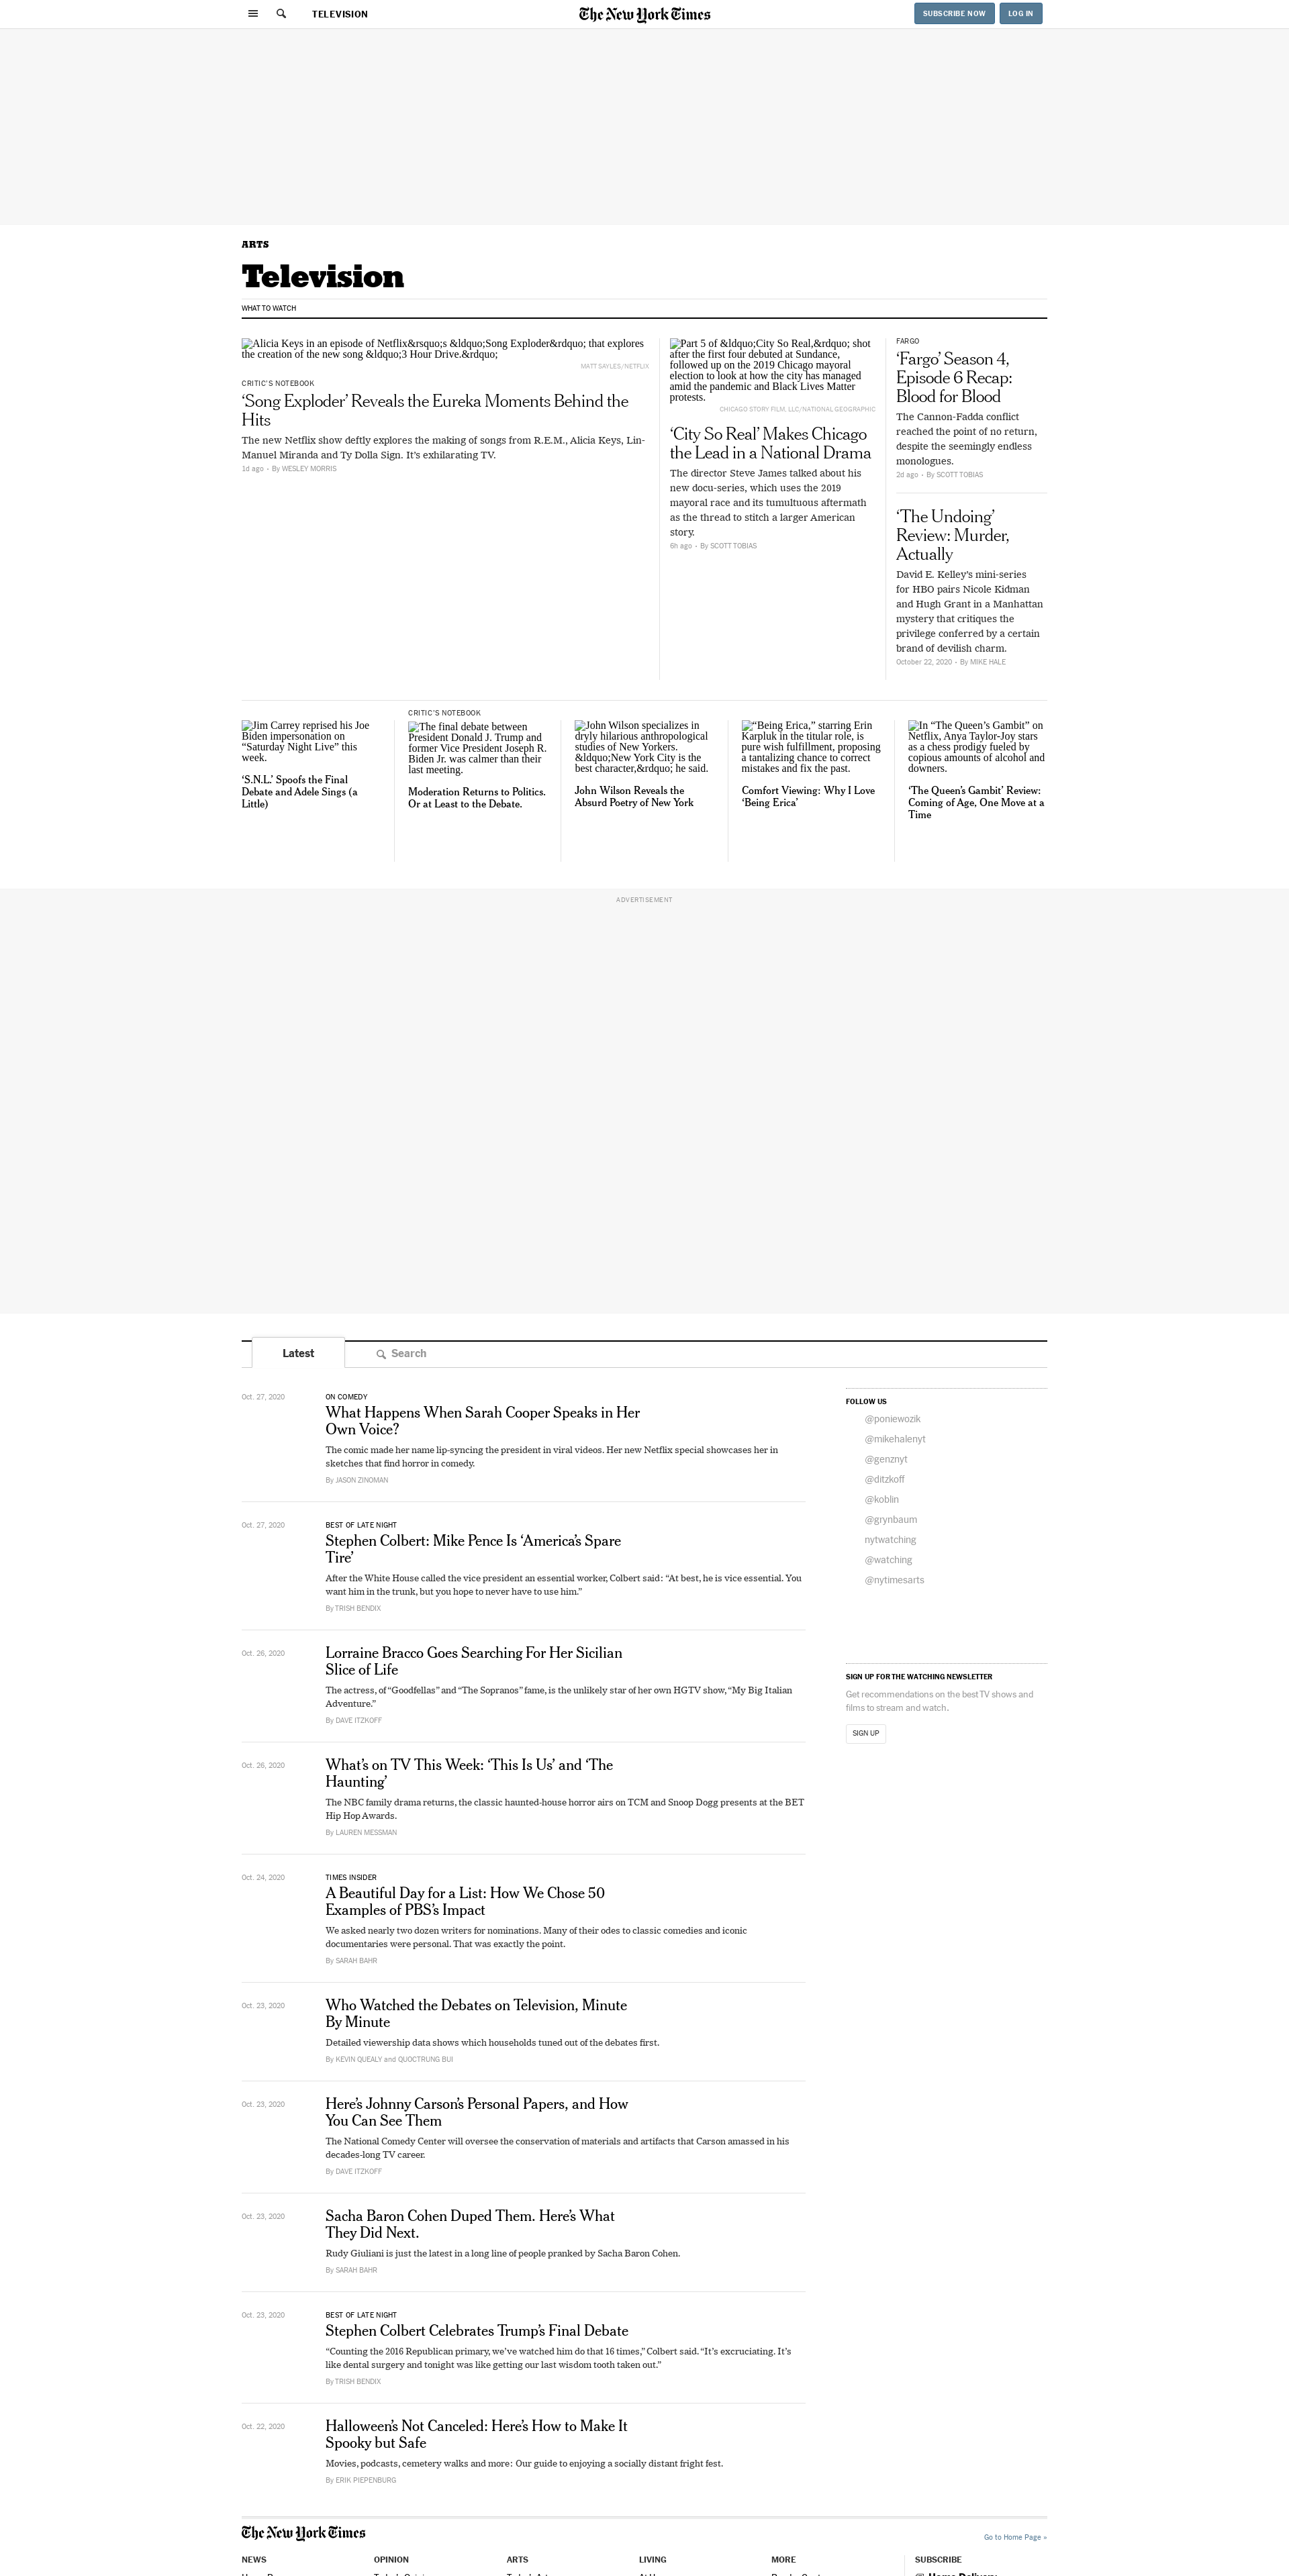 TELEVISION
The New York Times
SUBSCRIBE NOW
LOG IN
ARTS
Television
WHAT TO WATCH
Alicia Keys in an episode of Netflix&rsquo;s &ldquo;Song Exploder&rdquo; that explores
the creation of the new song &ldquo;3 Hour Drive.&rdquo;
MATT SAYLES/NETFLIX
CRITIC'S NOTEBOOK
‘Song Exploder’ Reveals the Eureka Moments Behind the
Hits
The new Netflix show deftly explores the making of songs from R.E.M., Alicia Keys, Lin-
Manuel Miranda and Ty Dolla Sign. It’s exhilarating TV.
1d ago • By WESLEY MORRIS
Part 5 of &ldquo;City So Real,&rdquo; shot
after the first four debuted at Sundance,
followed up on the 2019 Chicago mayoral
election to look at how the city has managed
amid the pandemic and Black Lives Matter
protests.
CHICAGO STORY FILM, LLC/NATIONAL GEOGRAPHIC
‘City So Real’ Makes Chicago
the Lead in a National Drama
The director Steve James talked about his
new docu-series, which uses the 2019
mayoral race and its tumultuous aftermath
as the thread to stitch a larger American
story.
6h ago • By SCOTT TOBIAS
FARGO
‘Fargo’ Season 4,
Episode 6 Recap:
Blood for Blood
The Cannon-Fadda conflict
reached the point of no return,
despite the seemingly endless
monologues.
2d ago • By SCOTT TOBIAS
‘The Undoing’
Review: Murder,
Actually
David E. Kelley’s mini-series
for HBO pairs Nicole Kidman
and Hugh Grant in a Manhattan
mystery that critiques the
privilege conferred by a certain
brand of devilish charm.
October 22, 2020 • By MIKE HALE
Jim Carrey reprised his Joe
Biden impersonation on
“Saturday Night Live” this
week.
‘S.N.L.’ Spoofs the Final
Debate and Adele Sings (a
Little)
CRITIC'S NOTEBOOK
The final debate between
President Donald J. Trump and
former Vice President Joseph R.
Biden Jr. was calmer than their
last meeting.
Moderation Returns to Politics.
Or at Least to the Debate.
John Wilson specializes in
dryly hilarious anthropological
studies of New Yorkers.
&ldquo;New York City is the
best character,&rdquo; he said.
John Wilson Reveals the
Absurd Poetry of New York
“Being Erica,” starring Erin
Karpluk in the titular role, is
pure wish fulfillment, proposing
a tantalizing chance to correct
mistakes and fix the past.
Comfort Viewing: Why I Love
‘Being Erica’
In “The Queen’s Gambit” on
Netflix, Anya Taylor-Joy stars
as a chess prodigy fueled by
copious amounts of alcohol and
downers.
‘The Queen’s Gambit’ Review:
Coming of Age, One Move at a
Time
ADVERTISEMENT
Latest
Search
Oct. 27, 2020
ON COMEDY
What Happens When Sarah Cooper Speaks in Her
Own Voice?
The comic made her name lip-syncing the president in viral videos. Her new Netflix special showcases her in
sketches that find horror in comedy.
By JASON ZINOMAN
Oct. 27, 2020
BEST OF LATE NIGHT
Stephen Colbert: Mike Pence Is ‘America’s Spare
Tire’
After the White House called the vice president an essential worker, Colbert said: “At best, he is vice essential. You
want him in the trunk, but you hope to never have to use him.”
By TRISH BENDIX
Oct. 26, 2020
Lorraine Bracco Goes Searching For Her Sicilian
Slice of Life
The actress, of “Goodfellas” and “The Sopranos” fame, is the unlikely star of her own HGTV show, “My Big Italian
Adventure.”
By DAVE ITZKOFF
Oct. 26, 2020
What’s on TV This Week: ‘This Is Us’ and ‘The
Haunting’
The NBC family drama returns, the classic haunted-house horror airs on TCM and Snoop Dogg presents at the BET
Hip Hop Awards.
By LAUREN MESSMAN
Oct. 24, 2020
TIMES INSIDER
A Beautiful Day for a List: How We Chose 50
Examples of PBS’s Impact
We asked nearly two dozen writers for nominations. Many of their odes to classic comedies and iconic
documentaries were personal. That was exactly the point.
By SARAH BAHR
Oct. 23, 2020
Who Watched the Debates on Television, Minute
By Minute
Detailed viewership data shows which households tuned out of the debates first.
By KEVIN QUEALY and QUOCTRUNG BUI
Oct. 23, 2020
Here’s Johnny Carson’s Personal Papers, and How
You Can See Them
The National Comedy Center will oversee the conservation of materials and artifacts that Carson amassed in his
decades-long TV career.
By DAVE ITZKOFF
Oct. 23, 2020
Sacha Baron Cohen Duped Them. Here’s What
They Did Next.
Rudy Giuliani is just the latest in a long line of people pranked by Sacha Baron Cohen.
By SARAH BAHR
Oct. 23, 2020
BEST OF LATE NIGHT
Stephen Colbert Celebrates Trump’s Final Debate
“Counting the 2016 Republican primary, we’ve watched him do that 16 times,” Colbert said. “It’s excruciating. It’s
like dental surgery and tonight was like getting our last wisdom tooth taken out.”
By TRISH BENDIX
Oct. 22, 2020
Halloween’s Not Canceled: Here’s How to Make It
Spooky but Safe
Movies, podcasts, cemetery walks and more: Our guide to enjoying a socially distant fright fest.
By ERIK PIEPENBURG
FOLLOW US
@poniewozik
@mikehalenyt
@genznyt
@ditzkoff
@koblin
@grynbaum
nytwatching
@watching
@nytimesarts
SIGN UP FOR THE WATCHING NEWSLETTER
Get recommendations on the best TV shows and
films to stream and watch.
SIGN UP
The New York Times
Go to Home Page »
NEWS
OPINION
ARTS
LIVING
MORE
SUBSCRIBE